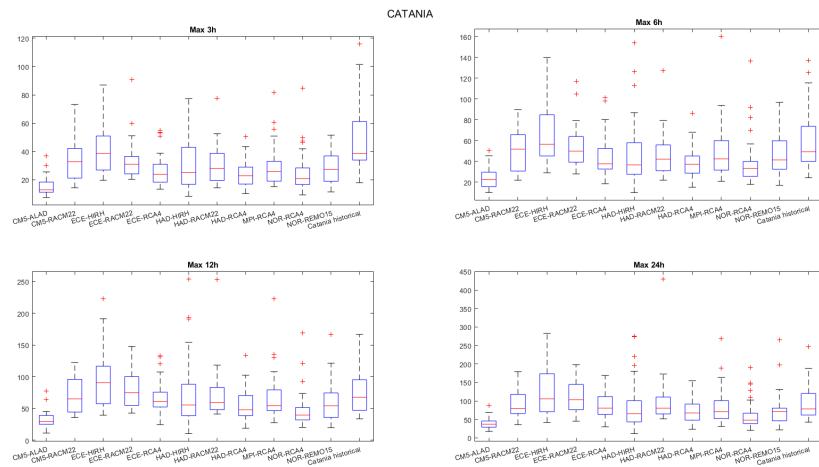 CATANIA
Max 3h
120
100
80
60
40
20
CM5-ALAD
CM5-RACM22
ECE-HIRH
ECE-RACM22
ECE-RCA4
HAD-HIRH
HAD-RACM22
HAD-RCA4
MPI-RCA4
NOR-RCA4
NOR-REMO15
Catania historical
Max 6h
160
140
120
100
80
60
40
20
CM5-ALAD
CM5-RACM22
ECE-HIRH
ECE-RACM22
ECE-RCA4
HAD-HIRH
HAD-RACM22
HAD-RCA4
MPI-RCA4
NOR-RCA4
NOR-REMO15
Catania historical
Max 12h
250
200
150
100
50
0
CM5-ALAD
CM5-RACM22
ECE-HIRH
ECE-RACM22
ECE-RCA4
HAD-HIRH
HAD-RACM22
HAD-RCA4
MPI-RCA4
NOR-RCA4
NOR-REMO15
Catania historical
Max 24h
450
400
350
300
250
200
150
100
50
0
CM5-ALAD
CM5-RACM22
ECE-HIRH
ECE-RACM22
ECE-RCA4
HAD-HIRH
HAD-RACM22
HAD-RCA4
MPI-RCA4
NOR-RCA4
NOR-REMO15
Catania historical